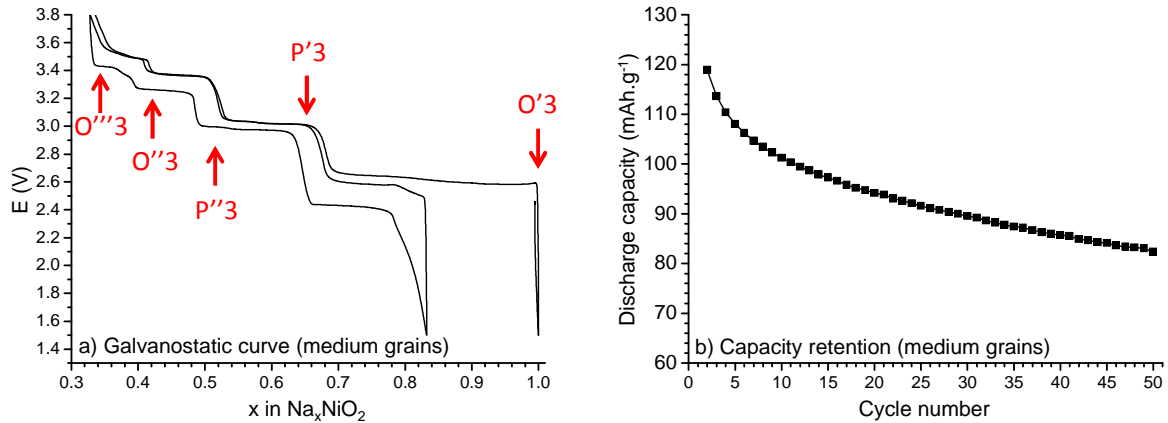 3.8
3.6
3.4
3.2
3.0
2.8
2.6
2.4
2.2
2.0
1.8
1.6
1.4
E (V)
O'''3
O''3
P''3
P'3
O'3
a) Galvanostatic curve (medium grains)
0.3 0.4 0.5 0.6 0.7 0.8 0.9 1.0
x in NaₓNiO₂
130
120
110
100
90
80
70
60
Discharge capacity (mAh.g⁻¹)
b) Capacity retention (medium grains)
0 5 10 15 20 25 30 35 40 45 50
Cycle number